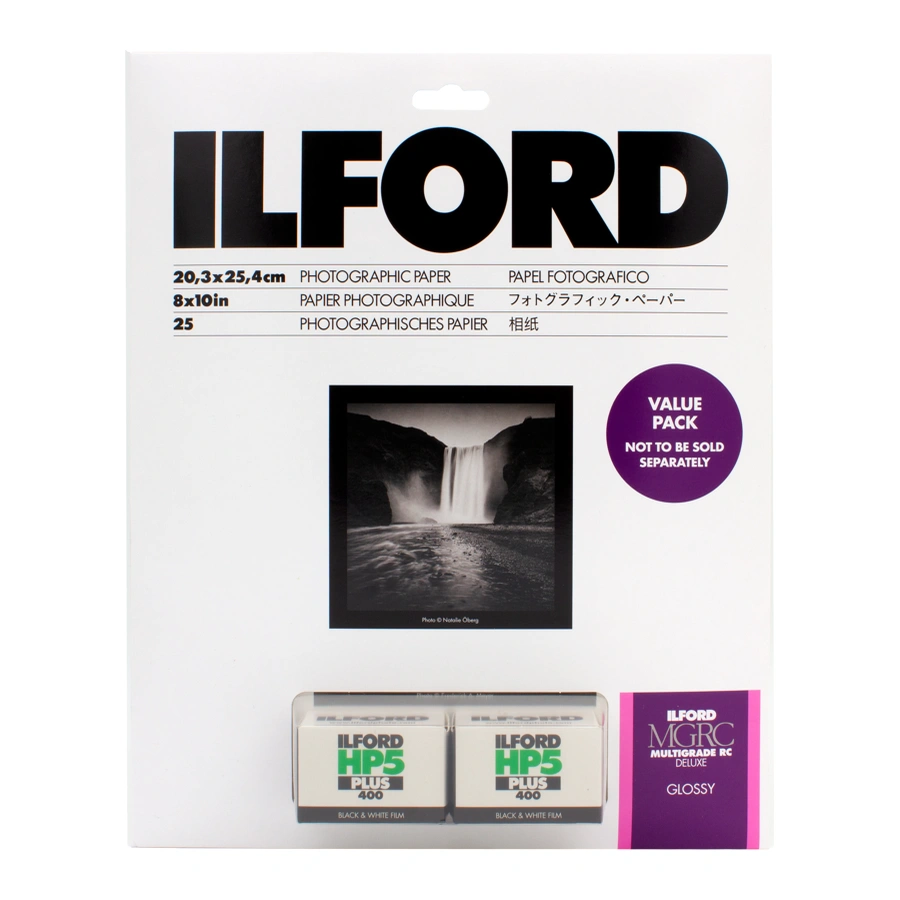 ILFORD
20,3x25,4cm PHOTOGRAPHIC PAPER PAPEL FOTOGRAFICO
8x10in PAPIER PHOTOGRAPHIQUE フォトグラフィック・ペーパー
25 PHOTOGRAPHISCHES PAPIER 相纸
VALUE
PACK
NOT TO BE SOLD
SEPARATELY
Photo © Natalie Öberg
ILFORD
HP5
PLUS
400
BLACK & WHITE FILM
ILFORD
HP5
PLUS
400
BLACK & WHITE FILM
ILFORD
MGRC
MULTIGRADE RC
DELUXE
GLOSSY